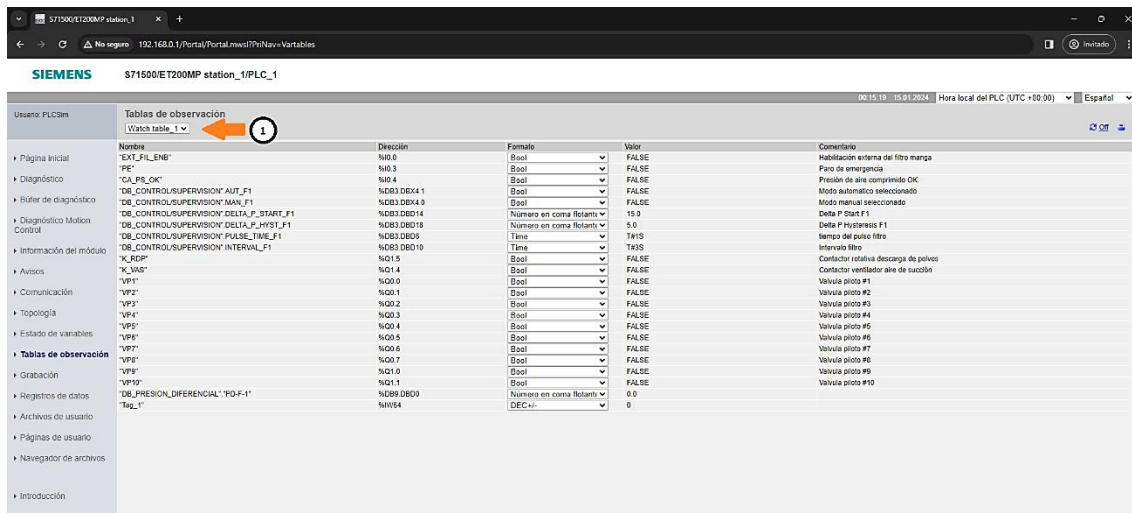 S71500/ET200MP station_1
No seguro 192.168.0.1/Portal/Portal.mwsl?PriNav=Vartables
Invitado
SIEMENS S71500/ET200MP station_1/PLC_1
00:15:19 15.01.2024 Hora local del PLC (UTC +00:00) Español
Usuario: PLCSim
Tablas de observación
Watch table_1
1
Off
Nombre Dirección Formato Valor Comentario
"EXT_FIL_ENB" %I0.0 Bool FALSE Habilitación externa del filtro manga
"PE" %I0.3 Bool FALSE Paro de emergencia
"CA_PS_OK" %I0.4 Bool FALSE Presión de aire comprimido OK
"DB_CONTROL/SUPERVISION".AUT_F1 %DB3.DBX4.1 Bool FALSE Modo automatico seleccionado
"DB_CONTROL/SUPERVISION".MAN_F1 %DB3.DBX4.0 Bool FALSE Modo manual seleccionado
"DB_CONTROL/SUPERVISION".DELTA_P_START_F1 %DB3.DBD14 Número en coma flotante 15.0 Delta P Start F1
"DB_CONTROL/SUPERVISION".DELTA_P_HYST_F1 %DB3.DBD18 Número en coma flotante 5.0 Delta P Hysteresis F1
"DB_CONTROL/SUPERVISION".PULSE_TIME_F1 %DB3.DBD6 Time T#1S tiempo del pulso filtro
"DB_CONTROL/SUPERVISION".INTERVAL_F1 %DB3.DBD10 Time T#3S Intervalo filtro
"K_RDP" %Q1.5 Bool FALSE Contactor rotativa descarga de polvos
"K_VAS" %Q1.4 Bool FALSE Contactor ventilador aire de succión
"VP1" %Q0.0 Bool FALSE Valvula piloto #1
"VP2" %Q0.1 Bool FALSE Valvula piloto #2
"VP3" %Q0.2 Bool FALSE Valvula piloto #3
"VP4" %Q0.3 Bool FALSE Valvula piloto #4
"VP5" %Q0.4 Bool FALSE Valvula piloto #5
"VP6" %Q0.5 Bool FALSE Valvula piloto #6
"VP7" %Q0.6 Bool FALSE Valvula piloto #7
"VP8" %Q0.7 Bool FALSE Valvula piloto #8
"VP9" %Q1.0 Bool FALSE Valvula piloto #9
"VP10" %Q1.1 Bool FALSE Valvula piloto #10
"DB_PRESION_DIFERENCIAL"."PD-F-1" %DB9.DBD0 Número en coma flotante 0.0
"Tag_1" %IW64 DEC+/- 0
Página inicial
Diagnóstico
Búfer de diagnóstico
Diagnóstico Motion
Control
Información del módulo
Avisos
Comunicación
Topología
Estado de variables
Tablas de observación
Grabación
Registros de datos
Archivos de usuario
Páginas de usuario
Navegador de archivos
Introducción